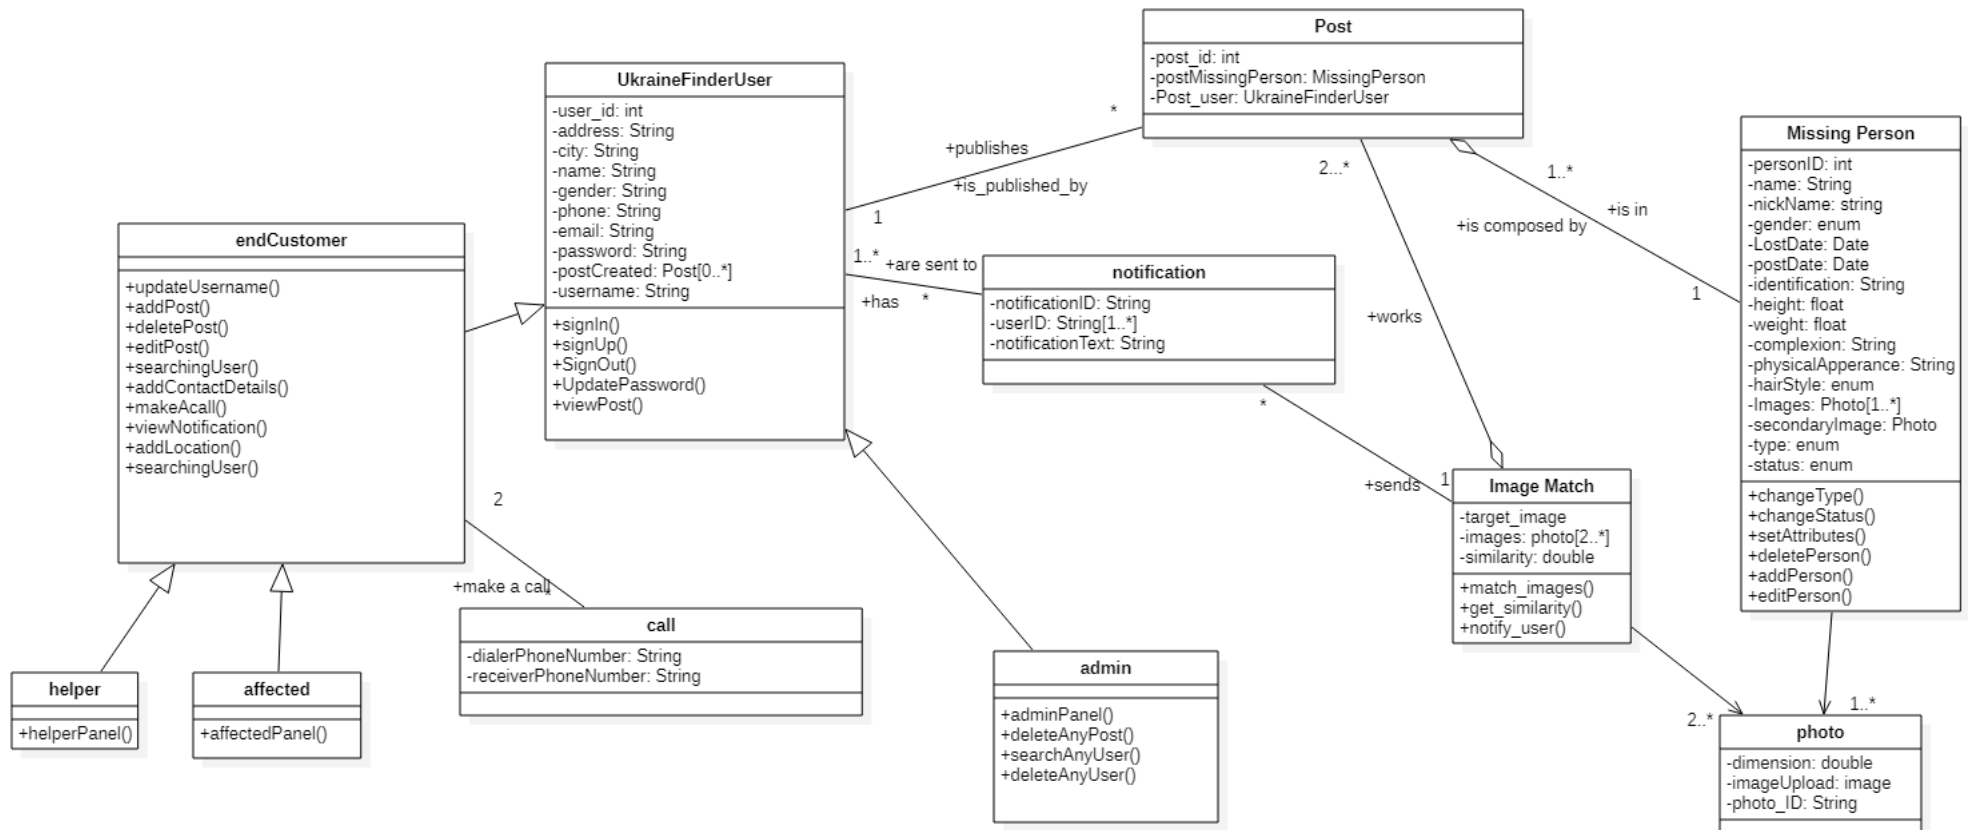 Post
-post_id: int
-postMissingPerson: MissingPerson
-Post_user: UkraineFinderUser
UkraineFinderUser
-user_id: int
-address: String
-city: String
-name: String
-gender: String
-phone: String
-email: String
-password: String
-postCreated: Post[0..*]
-username: String
+signIn()
+signUp()
+SignOut()
+UpdatePassword()
+viewPost()
*
+publishes
+is_published_by
1
1..*
+are sent to
+has
*
2...*
1..*
+is in
+is composed by
1
+works
Missing Person
-personID: int
-name: String
-nickName: string
-gender: enum
-LostDate: Date
-postDate: Date
-identification: String
-height: float
-weight: float
-complexion: String
-physicalApperance: String
-hairStyle: enum
-Images: Photo[1..*]
-secondaryImage: Photo
-type: enum
-status: enum
+changeType()
+changeStatus()
+setAttributes()
+deletePerson()
+addPerson()
+editPerson()
endCustomer
+updateUsername()
+addPost()
+deletePost()
+editPost()
+searchingUser()
+addContactDetails()
+makeAcall()
+viewNotification()
+addLocation()
+searchingUser()
notification
-notificationID: String
-userID: String[1..*]
-notificationText: String
*
+sends
1
Image Match
-target_image
-images: photo[2..*]
-similarity: double
+match_images()
+get_similarity()
+notify_user()
2
+make a call
*
call
-dialerPhoneNumber: String
-receiverPhoneNumber: String
helper
+helperPanel()
affected
+affectedPanel()
admin
+adminPanel()
+deleteAnyPost()
+searchAnyUser()
+deleteAnyUser()
2..*
1..*
photo
-dimension: double
-imageUpload: image
-photo_ID: String